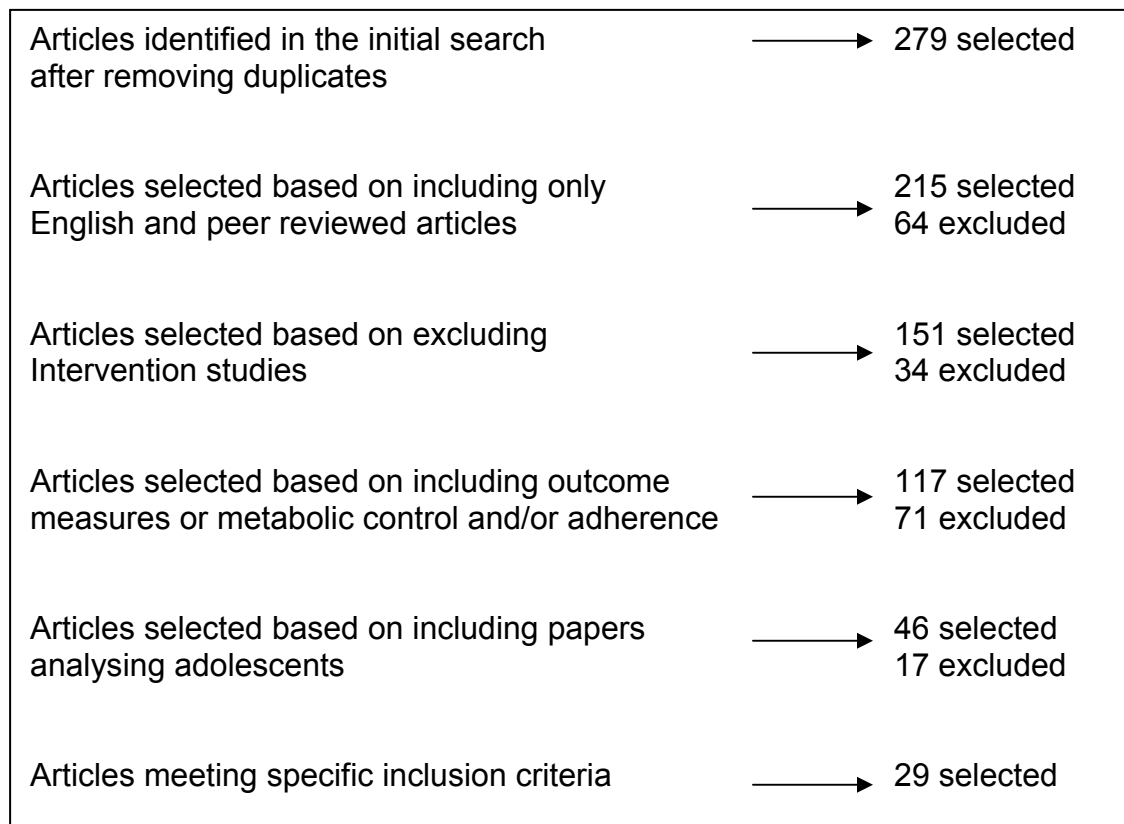 Articles identified in the initial search
after removing duplicates
279 selected
Articles selected based on including only
English and peer reviewed articles
215 selected
64 excluded
Articles selected based on excluding
Intervention studies
151 selected
34 excluded
Articles selected based on including outcome
measures or metabolic control and/or adherence
117 selected
71 excluded
Articles selected based on including papers
analysing adolescents
46 selected
17 excluded
Articles meeting specific inclusion criteria
29 selected